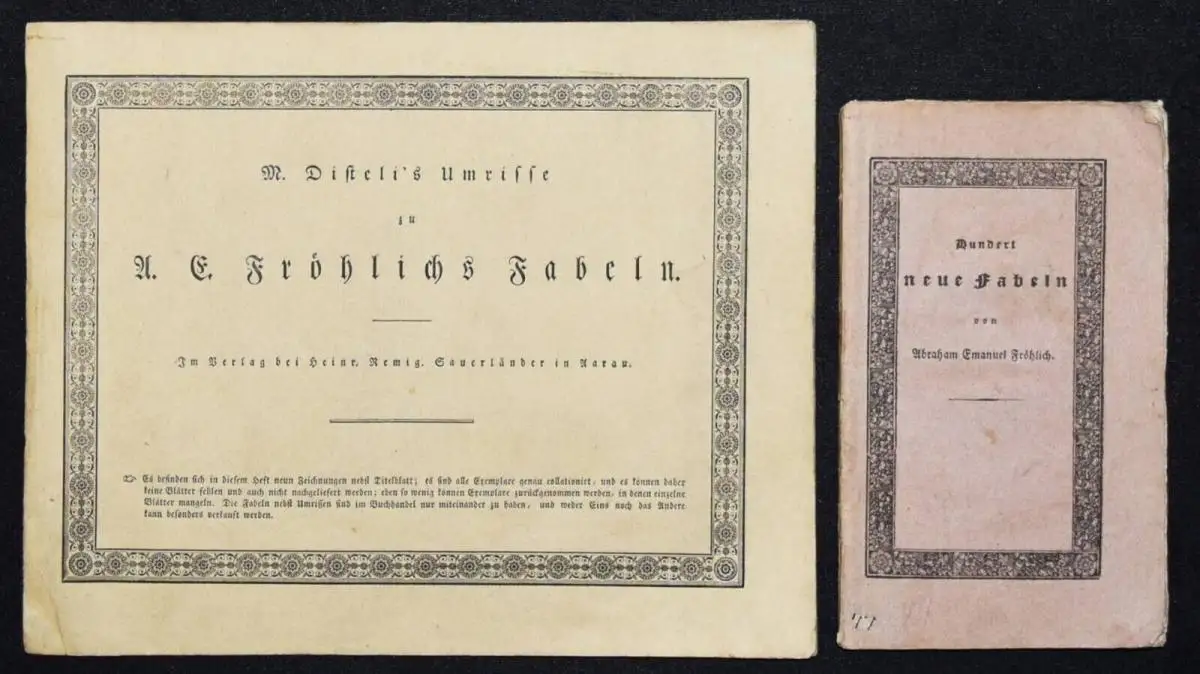 M. Disteli's Umrisse
zu
A. E. Fröhlichs Fabeln.
Im Verlag bei Heinr. Remig. Sauerländer in Aarau.
☞ Es befinden sich in diesem Heft neun Zeichnungen nebst Titelblatt; es sind alle Exemplare genau collationirt, und es können daher
keine Blätter fehlen und auch nicht nachgeliefert werden; eben so wenig können Exemplare zurückgenommen werden, in denen einzelne
Blätter mangeln. Die Fabeln nebst Umrissen sind im Buchhandel nur miteinander zu haben, und weder Eins noch das Andere
kann besonders verkauft werden.
Hundert
neue Fabeln
von
Abraham Emanuel Fröhlich.